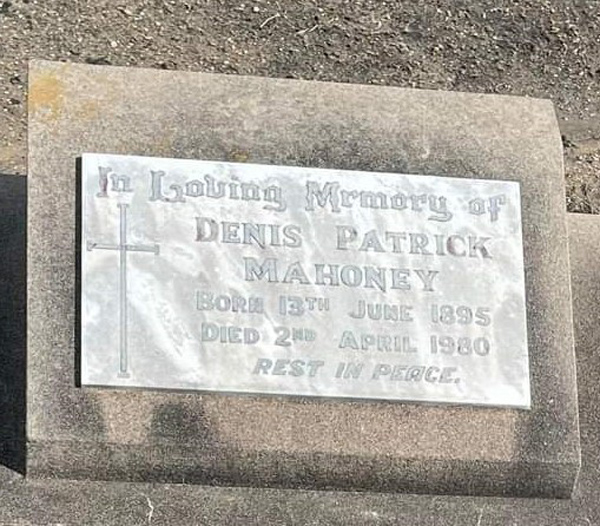 In Loving Memory of
DENIS PATRICK
MAHONEY
BORN 13TH JUNE 1895
DIED 2ND APRIL 1980
REST IN PEACE.